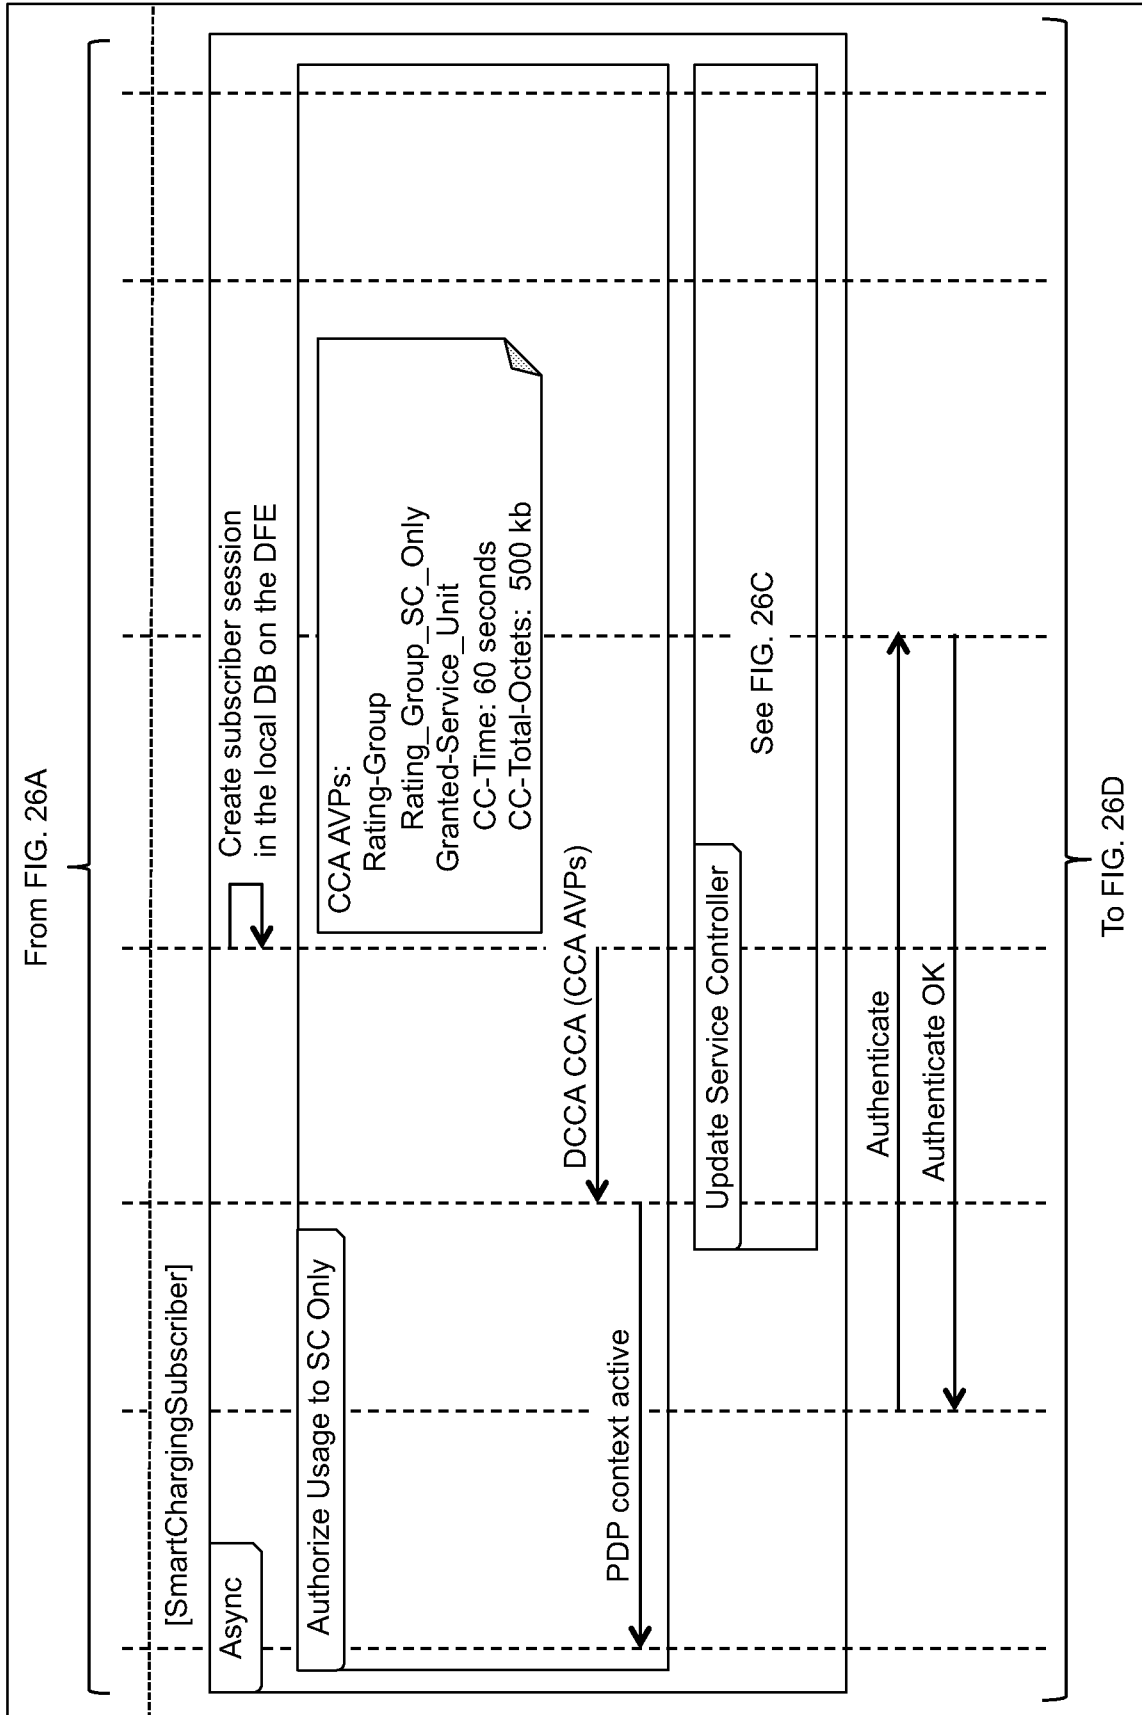 From FIG. 26A
[SmartChargingSubscriber]
Async
Create subscriber session
in the local DB on the DFE
Authorize Usage to SC Only
CCA AVPs:
Rating-Group
Rating_Group_SC_Only
Granted-Service_Unit
CC-Time: 60 seconds
CC-Total-Octets: 500 kb
DCCA CCA (CCA AVPs)
PDP context active
Update Service Controller
See FIG. 26C
Authenticate
Authenticate OK
To FIG. 26D